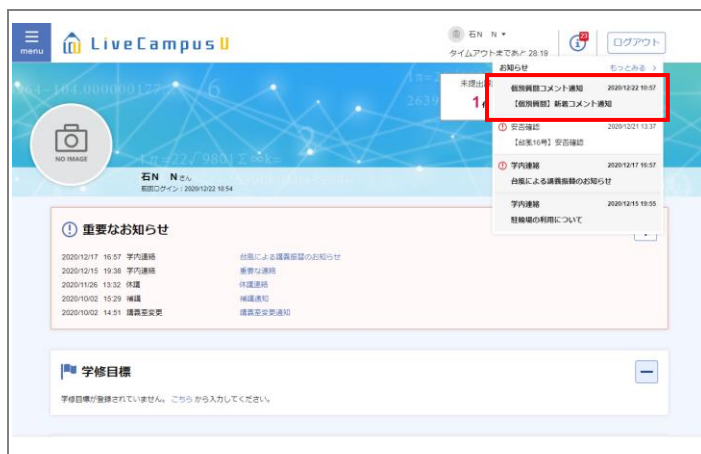 menu
LiveCampusU
石N N
タイムアウトまであと 28:19
23
ログアウト
お知らせ
もっとみる
個別質問コメント通知 2020/12/22 10:57
【個別質問】新着コメント通知
安否確認 2020/12/21 13:37
【台風16号】安否確認
学内連絡 2020/12/17 16:57
台風による講義振替のお知らせ
学内連絡 2020/12/15 19:55
駐輪場の利用について
未提出
1
NO IMAGE
石N Nさん
前回ログイン：2020/12/22 10:54
重要なお知らせ
2020/12/17 16:57 学内連絡 台風による講義振替のお知らせ
2020/12/15 19:38 学内連絡 重要な連絡
2020/11/26 13:32 休講 休講連絡
2020/10/02 15:29 補講 補講通知
2020/10/02 14:51 講義室変更 講義室変更通知
学修目標
学修目標が登録されていません。こちら から入力してください。